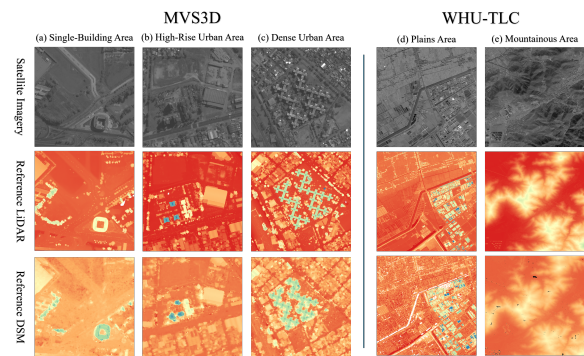 MVS3D
WHU-TLC
(a) Single-Building Area
(b) High-Rise Urban Area
(c) Dense Urban Area
(d) Plains Area
(e) Mountainous Area
Satellite Imagery
Reference LiDAR
Reference DSM